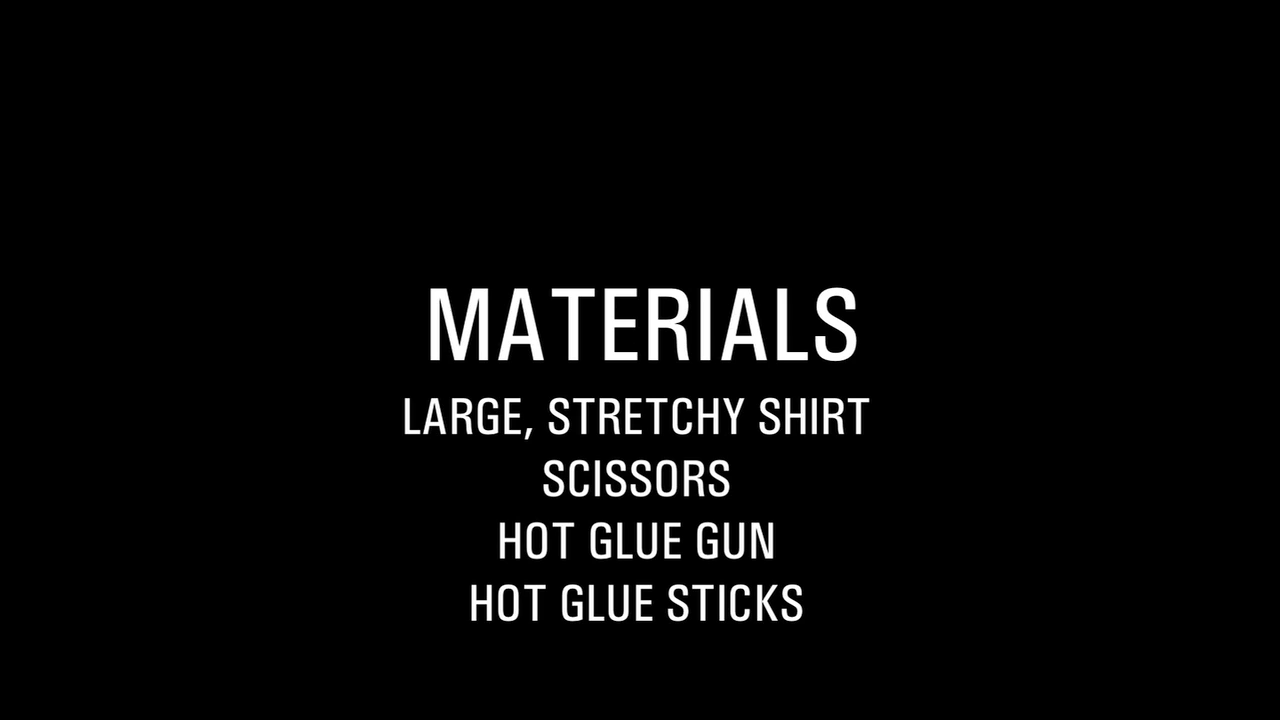 MATERIALS
LARGE, STRETCHY SHIRT
SCISSORS
HOT GLUE GUN
HOT GLUE STICKS